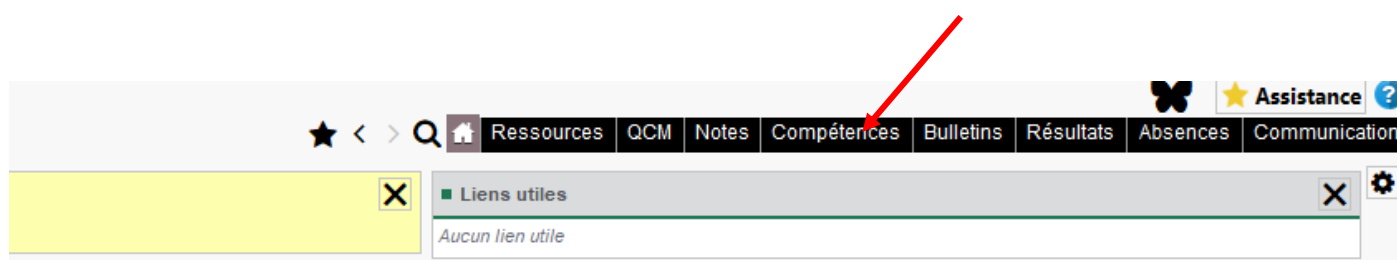 Assistance ?
Ressources QCM Notes Compétences Bulletins Résultats Absences Communication
Liens utiles
Aucun lien utile